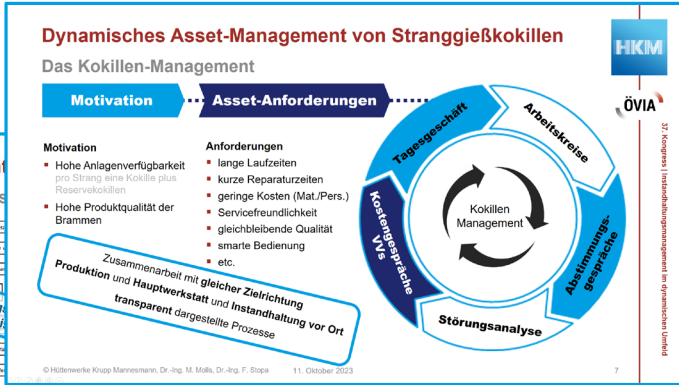 Dynamisches Asset-Management von Stranggießkokillen
Das Kokillen-Management
HKM
ÖVIA
Motivation
Asset-Anforderungen
Motivation
Hohe Anlagenverfügbarkeit
pro Strang eine Kokille plus
Reservekokillen
Hohe Produktqualität der
Brammen
Anforderungen
lange Laufzeiten
kurze Reparaturzeiten
geringe Kosten (Mat./Pers.)
Servicefreundlichkeit
gleichbleibende Qualität
smarte Bedienung
etc.
Zusammenarbeit mit gleicher Zielrichtung
Produktion und Hauptwerkstatt und Instandhaltung vor Ort
transparent dargestellte Prozesse
Tagesgeschäft
Arbeitskreise
Abstimmungs-
gespräche
Störungsanalyse
Kostengespräche
VVs
Kokillen
Management
37. Kongress | Instandhaltungsmanagement im dynamischen Umfeld
© Hüttenwerke Krupp Mannesmann, Dr.-Ing. M. Molls, Dr.-Ing. F. Stopa
11. Oktober 2023
7